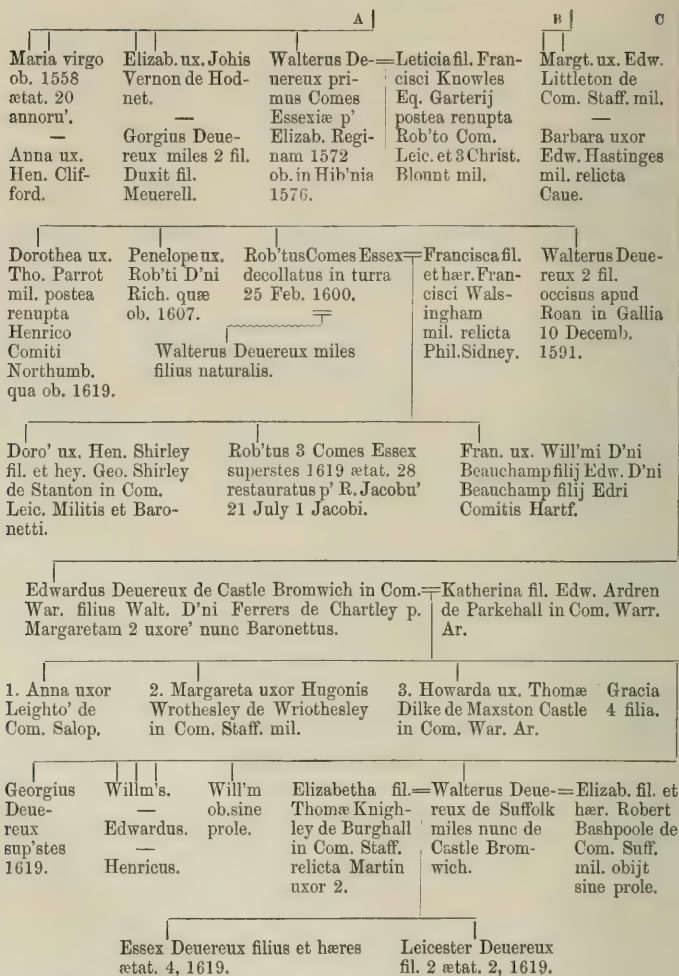 A B C
Maria virgo
ob. 1558
ætat. 20
annoru'.
—
Anna ux.
Hen. Clif-
ford.
Elizab. ux. Johis
Vernon de Hod-
net.
—
Gorgius Deue-
reux miles 2 fil.
Duxit fil.
Meuerell.
Walterus De-
uereux pri-
mus Comes
Essexiæ p'
Elizab. Regi-
nam 1572
ob. in Hib'nia
1576.
Leticia fil. Fran-
cisci Knowles
Eq. Garterij
postea renupta
Rob'to Com.
Leic. et 3 Christ.
Blount mil.
Margt. ux. Edw.
Littleton de
Com. Staff. mil.
—
Barbara uxor
Edw. Hastinges
mil. relicta
Caue.
Dorothea ux.
Tho. Parrot
mil. postea
renupta
Henrico
Comiti
Northumb.
qua ob. 1619.
Penelope ux.
Rob'ti D'ni
Rich. quæ
ob. 1607.
Rob'tus Comes Essex
decollatus in turra
25 Feb. 1600.
Walterus Deuereux miles
filius naturalis.
Francisca fil.
et hær. Fran-
cisci Wals-
ingham
mil. relicta
Phil. Sidney.
Walterus Deue-
reux 2 fil.
occisus apud
Roan in Gallia
10 Decemb.
1591.
Doro' ux. Hen. Shirley
fil. et hey. Geo. Shirley
de Stanton in Com.
Leic. Militis et Baro-
netti.
Rob'tus 3 Comes Essex
superstes 1619 ætat. 28
restauratus p' R. Jacobu'
21 July 1 Jacobi.
Fran. ux. Will'mi D'ni
Beauchamp filij Edw. D'ni
Beauchamp filij Edri
Comitis Hartf.
Edwardus Deuereux de Castle Bromwich in Com.
War. filius Walt. D'ni Ferrers de Chartley p.
Margaretam 2 uxore' nunc Baronettus.
Katherina fil. Edw. Ardren
de Parkehall in Com. Warr.
Ar.
1. Anna uxor
Leighto' de
Com. Salop.
2. Margareta uxor Hugonis
Wrothesley de Wriothesley
in Com. Staff. mil.
3. Howarda ux. Thomæ
Dilke de Maxston Castle
in Com. War. Ar.
Gracia
4 filia.
Georgius
Deue-
reux
sup'stes
1619.
Willm's.
—
Edwardus.
—
Henricus.
Will'm
ob. sine
prole.
Elizabetha fil.
Thomæ Knigh-
ley de Burghall
in Com. Staff.
relicta Martin
uxor 2.
Walterus Deue-
reux de Suffolk
miles nunc de
Castle Brom-
wich.
Elizab. fil. et
hær. Robert
Bashpoole de
Com. Suff.
mil. obijt
sine prole.
Essex Deuereux filius et hæres
ætat. 4, 1619.
Leicester Deuereux
fil. 2 ætat. 2, 1619.